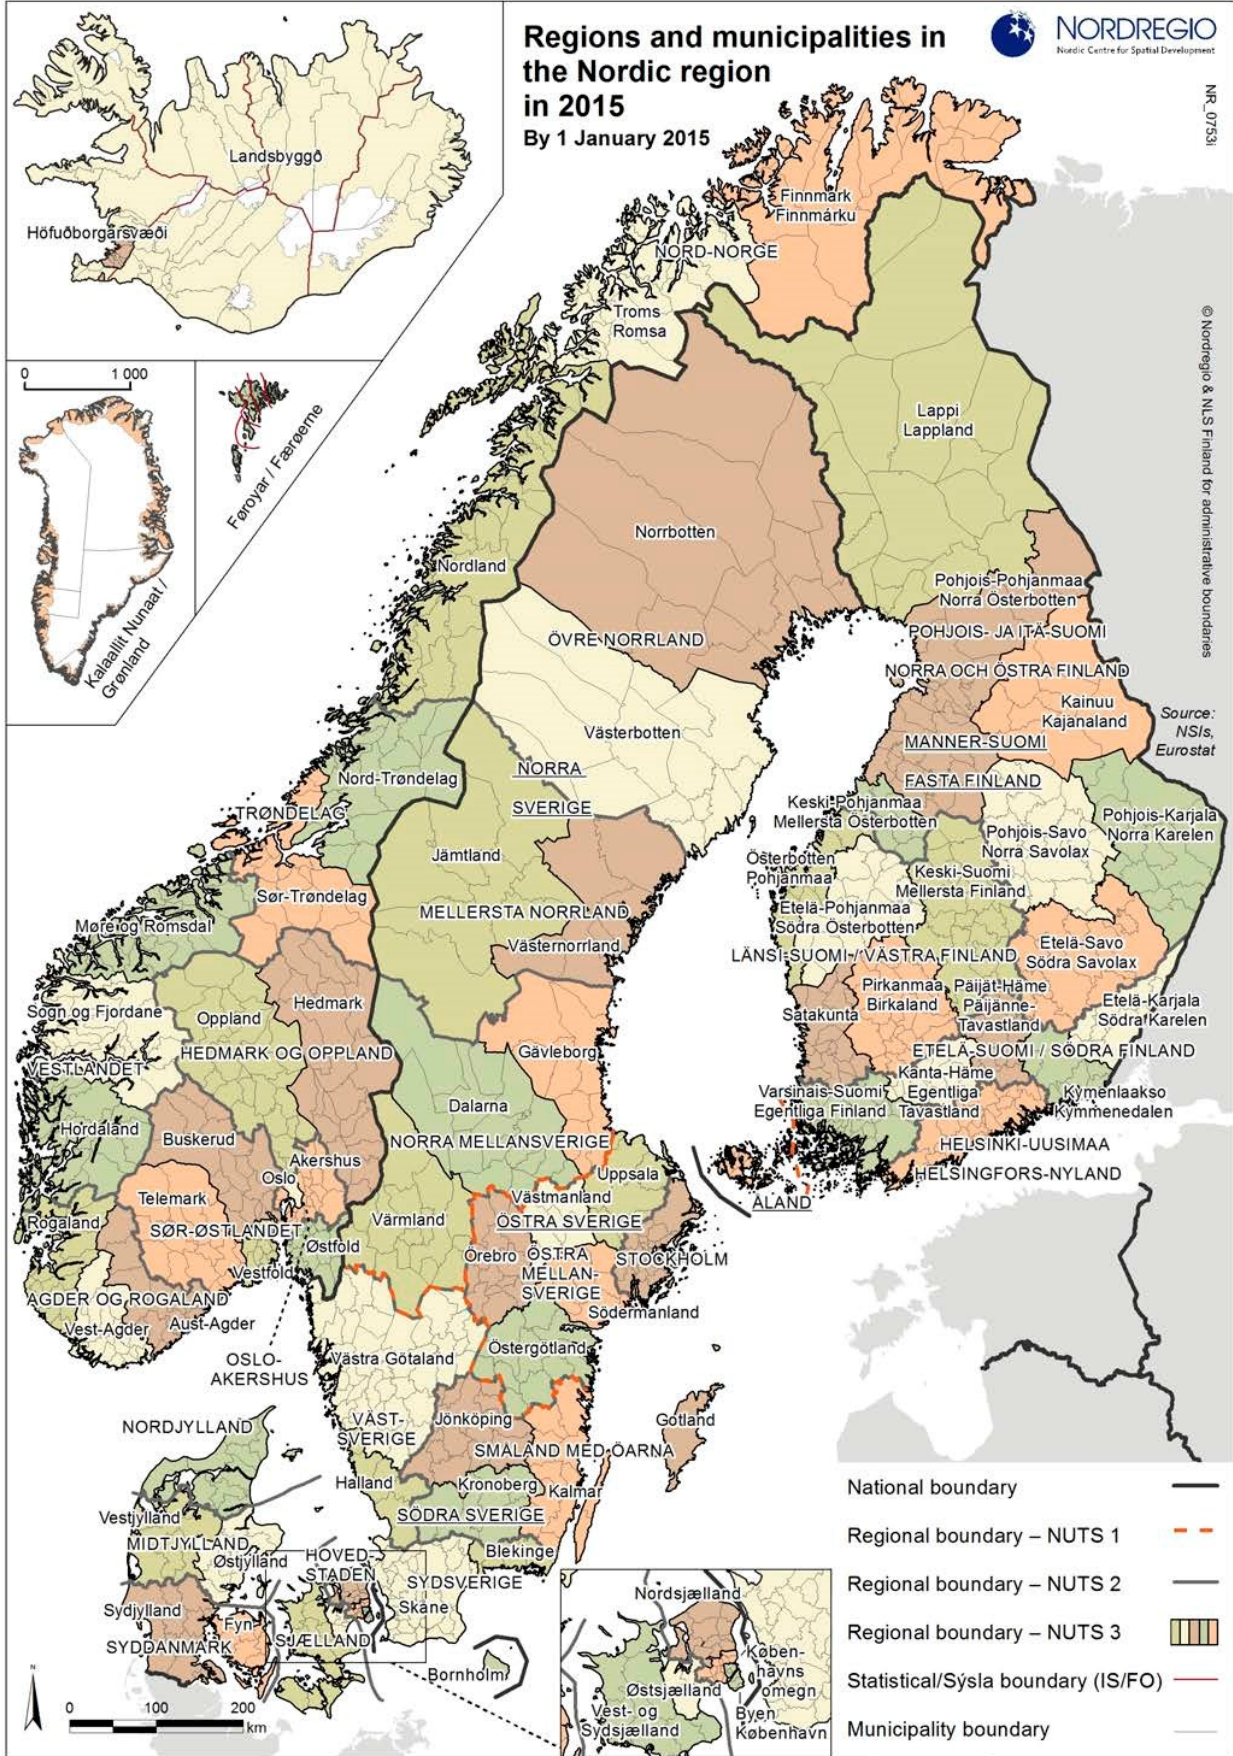 Regions and municipalities in
the Nordic region
in 2015
By 1 January 2015
NORDREGIO
Nordic Centre for Spatial Development
NR_0753i
© Nordregio & NLS Finland for administrative boundaries
Source:
NSIs,
Eurostat
Landsbyggð
Höfuðborgarsvæði
0 1 000
Kalaallit Nunaat /
Grønland
Føroyar / Færøerne
Finnmark
Finnmárku
NORD-NORGE
Troms
Romsa
Lappi
Lappland
Norrbotten
Nordland
Pohjois-Pohjanmaa
Norra Österbotten
ÖVRE NORRLAND
POHJOIS- JA ITÄ-SUOMI
NORRA OCH ÖSTRA FINLAND
Kainuu
Kajanaland
Västerbotten
MANNER-SUOMI
FASTA FINLAND
NORRA
SVERIGE
Nord-Trøndelag
TRØNDELAG
Keski-Pohjanmaa
Mellersta Österbotten
Pohjois-Savo
Norra Savolax
Pohjois-Karjala
Norra Karelen
Jämtland
Österbotten
Pohjanmaa
Keski-Suomi
Mellersta Finland
Sør-Trøndelag
Etelä-Pohjanmaa
Södra Österbotten
MELLERSTA NORRLAND
Møre og Romsdal
Västernorrland
LÄNSI-SUOMI / VÄSTRA FINLAND
Etelä-Savo
Södra Savolax
Hedmark
Oppland
Sogn og Fjordane
Pirkanmaa
Birkaland
Päijät-Häme
Päijänne-
Tavastland
Satakunta
Etelä-Karjala
Södra Karelen
HEDMARK OG OPPLAND
Gävleborg
ETELÄ-SUOMI / SÖDRA FINLAND
VESTLANDET
Kanta-Häme
Egentliga
Tavastland
Varsinais-Suomi
Egentliga Finland
Kymenlaakso
Kymmenedalen
Dalarna
Hordaland
Buskerud
NORRA MELLANSVERIGE
HELSINKI-UUSIMAA
HELSINGFORS-NYLAND
Akershus
Oslo
Uppsala
ÅLAND
Telemark
Västmanland
Värmland
ÖSTRA SVERIGE
Rogaland
SØR-ØSTLANDET
Østfold
Örebro
ÖSTRA
MELLAN-
SVERIGE
STOCKHOLM
Vestfold
AGDER OG ROGALAND
Södermanland
Vest-Agder
Aust-Agder
Östergötland
Västra Götaland
OSLO-
AKERSHUS
Jönköping
Gotland
VÄST-
SVERIGE
NORDJYLLAND
SMÅLAND MED ÖARNA
Halland
Kronoberg
Kalmar
SÖDRA SVERIGE
Vestjylland
MIDTJYLLAND
Østjylland
HOVED-
STADEN
Blekinge
SYDSVERIGE
Skåne
Sydjylland
Fyn
SYDDANMARK
SJÆLLAND
Bornholm
Nordsjælland
Køben-
havns
omegn
Østsjælland
Vest- og
Sydsjælland
Byen
København
N
0 100 200
km
National boundary
Regional boundary – NUTS 1
Regional boundary – NUTS 2
Regional boundary – NUTS 3
Statistical/Sýsla boundary (IS/FO)
Municipality boundary